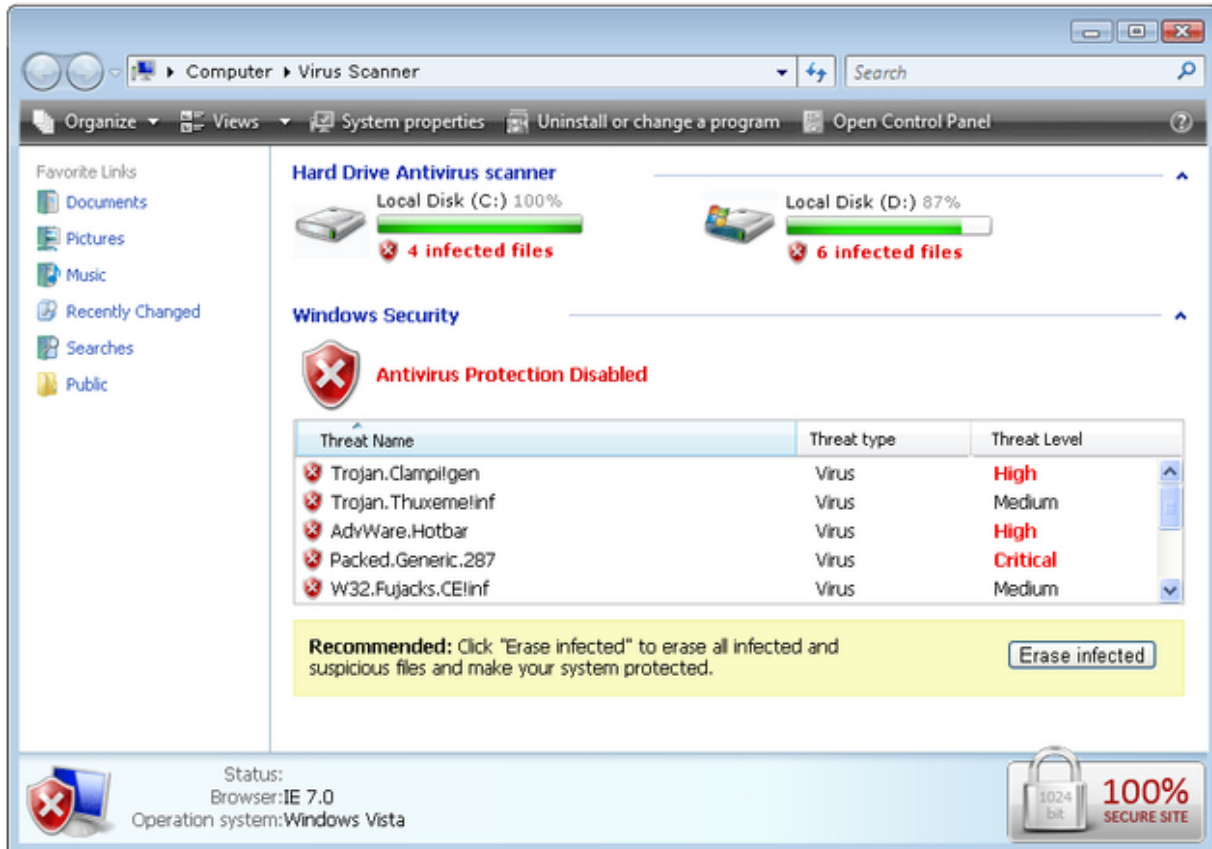 Computer ▸ Virus Scanner
Search
Organize
Views
System properties
Uninstall or change a program
Open Control Panel
?
Favorite Links
Documents
Pictures
Music
Recently Changed
Searches
Public
Hard Drive Antivirus scanner
Local Disk (C:) 100%
4 infected files
Local Disk (D:) 87%
6 infected files
Windows Security
Antivirus Protection Disabled
Threat Name Threat type Threat Level
Trojan.Clampi!gen Virus High
Trojan.Thuxeme!inf Virus Medium
AdvWare.Hotbar Virus High
Packed.Generic.287 Virus Critical
W32.Fujacks.CE!inf Virus Medium
Recommended: Click "Erase infected" to erase all infected and
suspicious files and make your system protected.
Erase infected
Status:
Browser:IE 7.0
Operation system:Windows Vista
1024
bit
100%
SECURE SITE